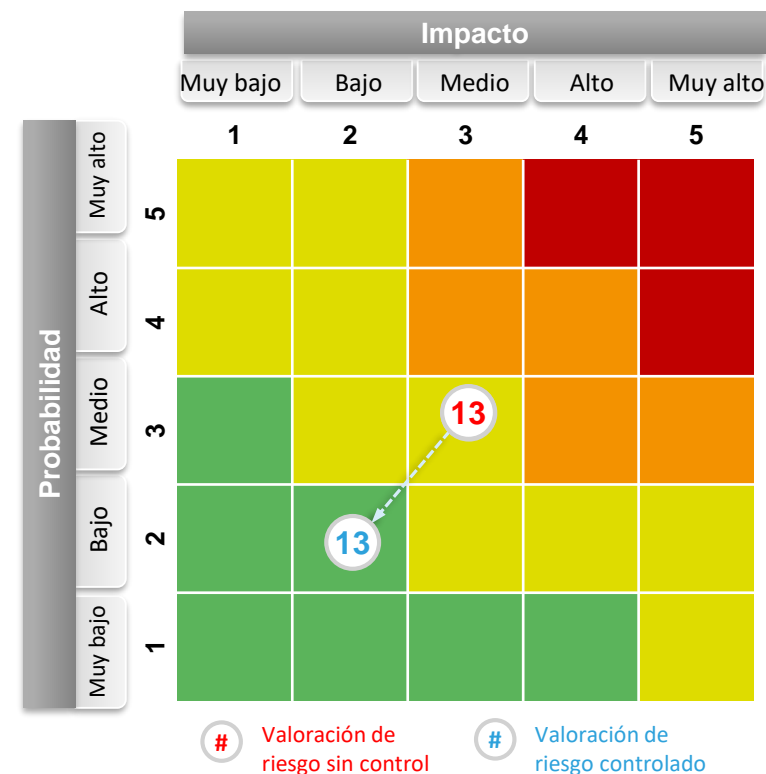 Impacto
Muy bajo Bajo Medio Alto Muy alto
1 2 3 4 5
Probabilidad
Muy alto 5
Alto 4
Medio 3
13
Bajo 2
13
Muy bajo 1
# Valoración de riesgo sin control
# Valoración de riesgo controlado